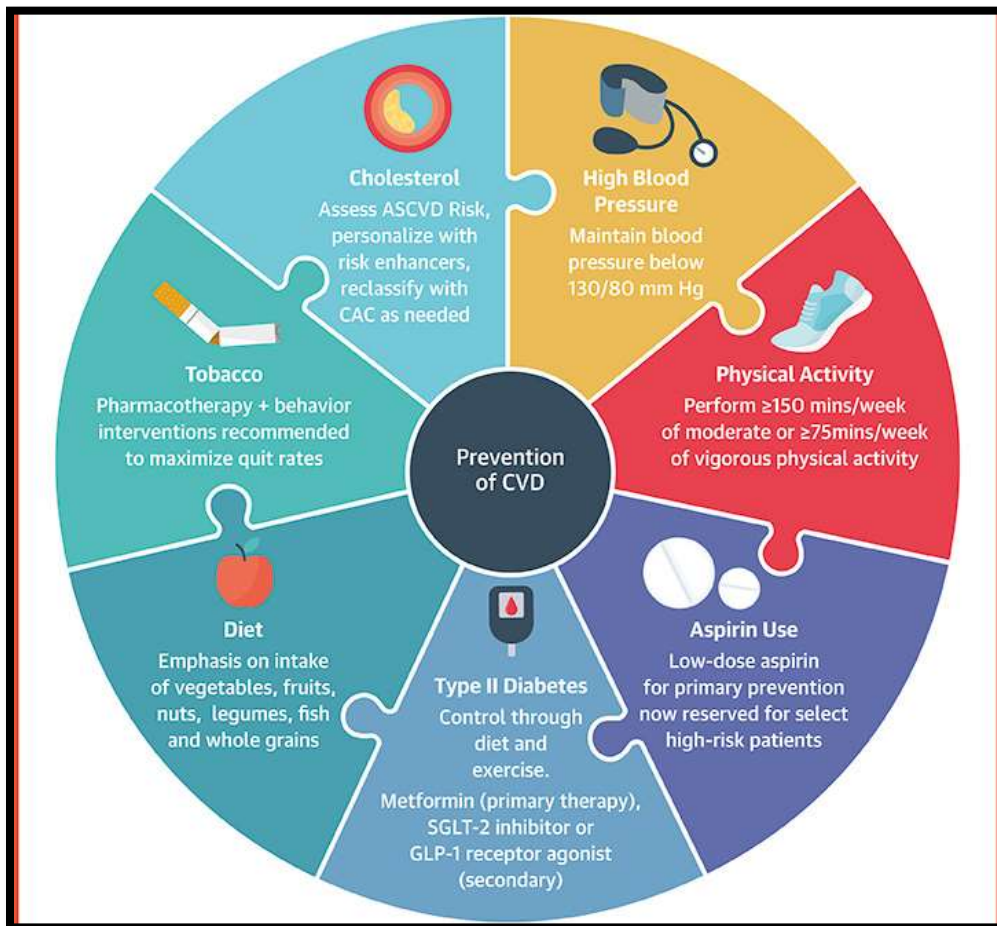 Prevention
of CVD
High Blood
Pressure
Maintain blood
pressure below
130/80 mm Hg
Physical Activity
Perform ≥150 mins/week
of moderate or ≥75mins/week
of vigorous physical activity
Aspirin Use
Low-dose aspirin
for primary prevention
now reserved for select
high-risk patients
Type II Diabetes
Control through
diet and
exercise.
Metformin (primary therapy),
SGLT-2 inhibitor or
GLP-1 receptor agonist
(secondary)
Diet
Emphasis on intake
of vegetables, fruits,
nuts, legumes, fish
and whole grains
Tobacco
Pharmacotherapy + behavior
interventions recommended
to maximize quit rates
Cholesterol
Assess ASCVD Risk,
personalize with
risk enhancers,
reclassify with
CAC as needed